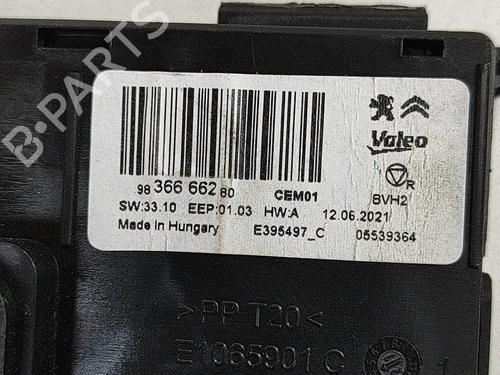 B-PARTS
Valeo
R
98 366 662 80
CEM01
BVH2
SW:33.10 EEP:01.03 HW:A 12.06.2021
Made in Hungary E395497_C 05539364
>PP T20<
E1065901 C
1